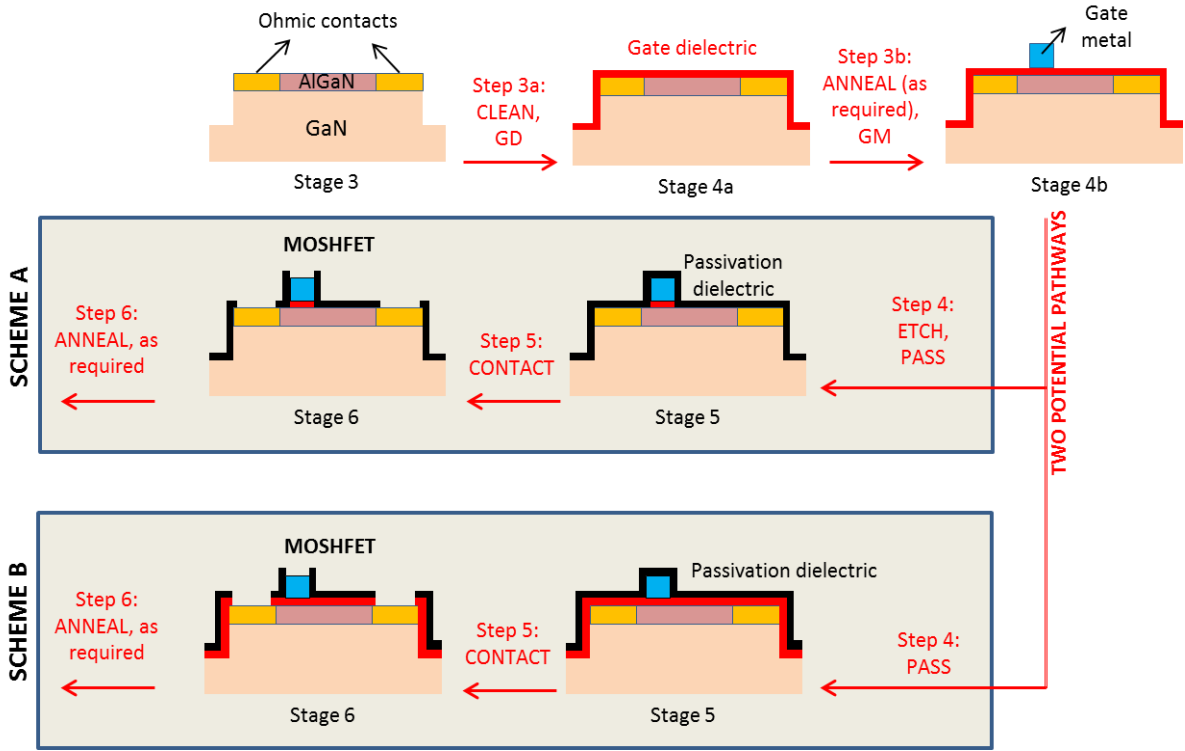 Ohmic contacts
AlGaN
GaN
Stage 3
Step 3a:
CLEAN,
GD
Gate dielectric
Stage 4a
Step 3b:
ANNEAL (as
required),
GM
Gate
metal
Stage 4b
TWO POTENTIAL PATHWAYS
SCHEME A
Step 6:
ANNEAL, as
required
MOSHFET
Stage 6
Step 5:
CONTACT
Passivation
dielectric
Stage 5
Step 4:
ETCH,
PASS
SCHEME B
Step 6:
ANNEAL, as
required
MOSHFET
Stage 6
Step 5:
CONTACT
Passivation dielectric
Stage 5
Step 4:
PASS